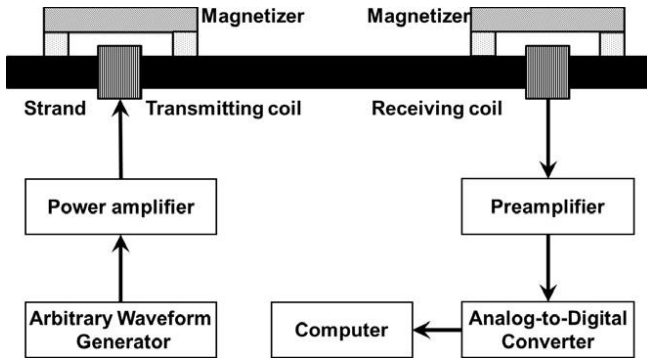 Magnetizer
Magnetizer
Strand
Transmitting coil
Receiving coil
Power amplifier
Preamplifier
Arbitrary Waveform
Generator
Computer
Analog-to-Digital
Converter